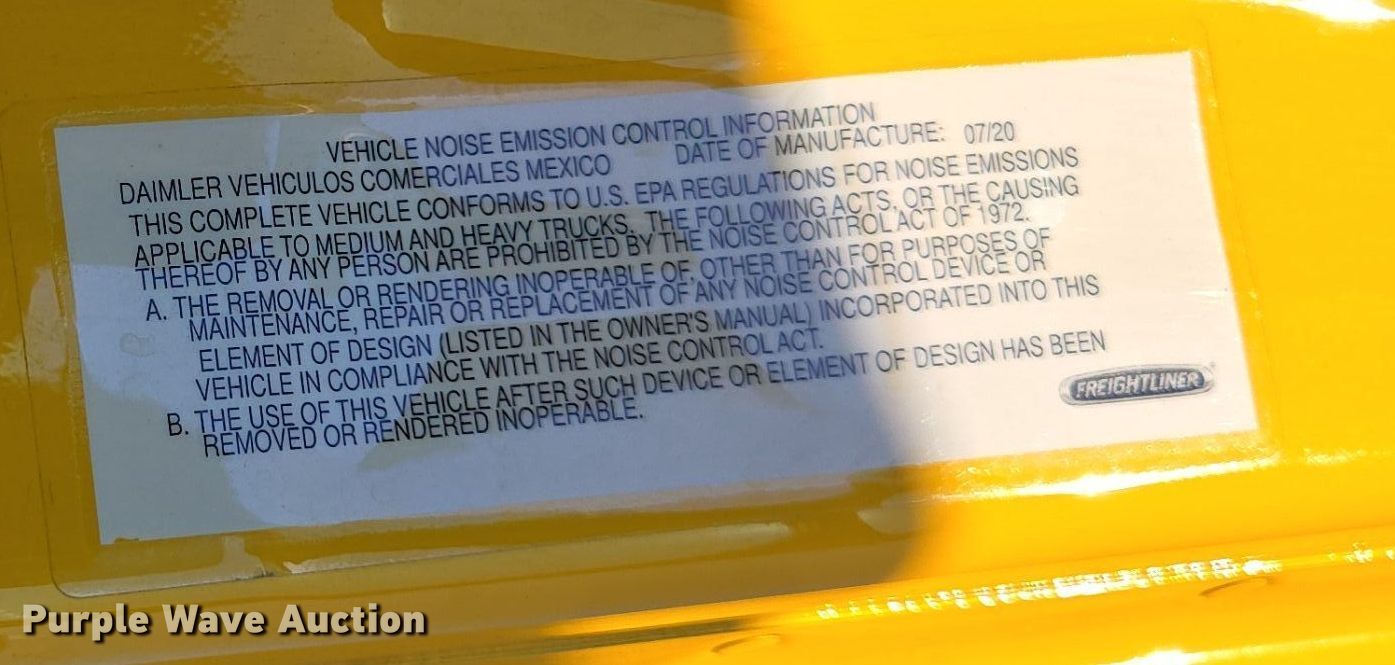 VEHICLE NOISE EMISSION CONTROL INFORMATION
DAIMLER VEHICULOS COMERCIALES MEXICO DATE OF MANUFACTURE: 07/20
THIS COMPLETE VEHICLE CONFORMS TO U.S. EPA REGULATIONS FOR NOISE EMISSIONS
APPLICABLE TO MEDIUM AND HEAVY TRUCKS. THE FOLLOWING ACTS, OR THE CAUSING
THEREOF BY ANY PERSON ARE PROHIBITED BY THE NOISE CONTROL ACT OF 1972.
A. THE REMOVAL OR RENDERING INOPERABLE OF, OTHER THAN FOR PURPOSES OF
MAINTENANCE, REPAIR OR REPLACEMENT OF ANY NOISE CONTROL DEVICE OR
ELEMENT OF DESIGN (LISTED IN THE OWNER'S MANUAL) INCORPORATED INTO THIS
VEHICLE IN COMPLIANCE WITH THE NOISE CONTROL ACT.
B. THE USE OF THIS VEHICLE AFTER SUCH DEVICE OR ELEMENT OF DESIGN HAS BEEN
REMOVED OR RENDERED INOPERABLE.
FREIGHTLINER
Purple Wave Auction